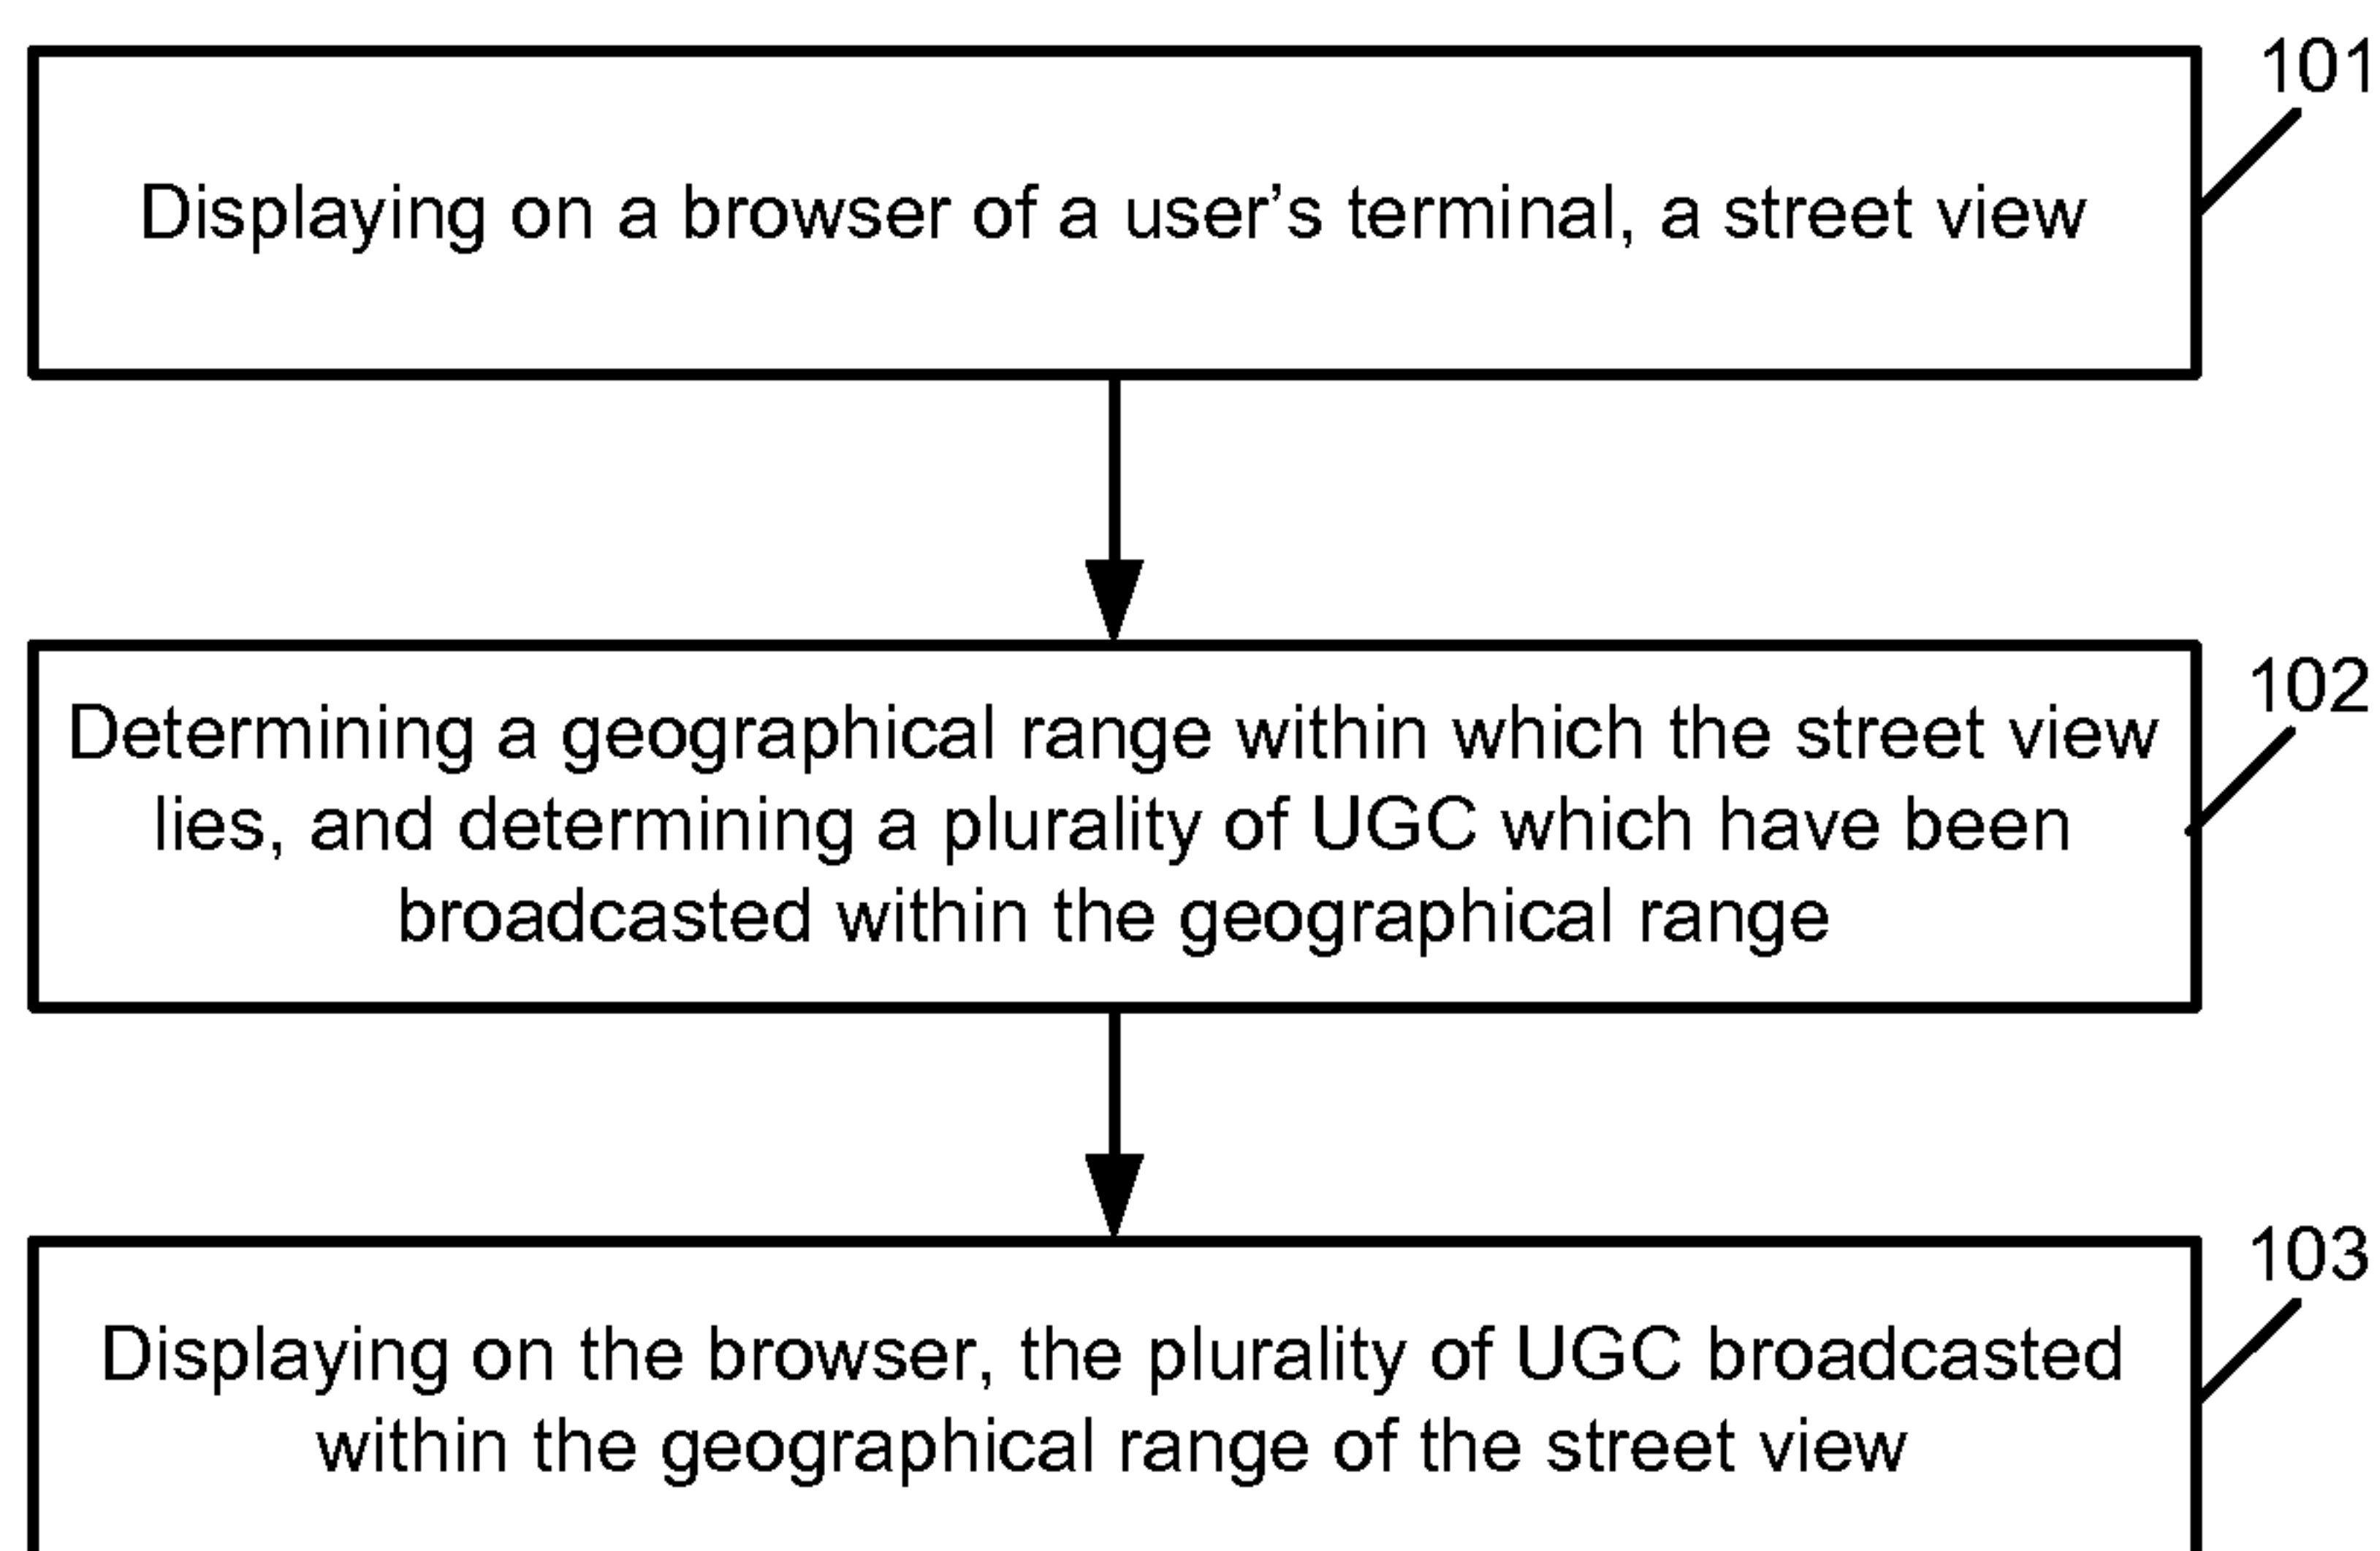 101
Displaying on a browser of a user’s terminal, a street view
102
Determining a geographical range within which the street view
lies, and determining a plurality of UGC which have been
broadcasted within the geographical range
103
Displaying on the browser, the plurality of UGC broadcasted
within the geographical range of the street view